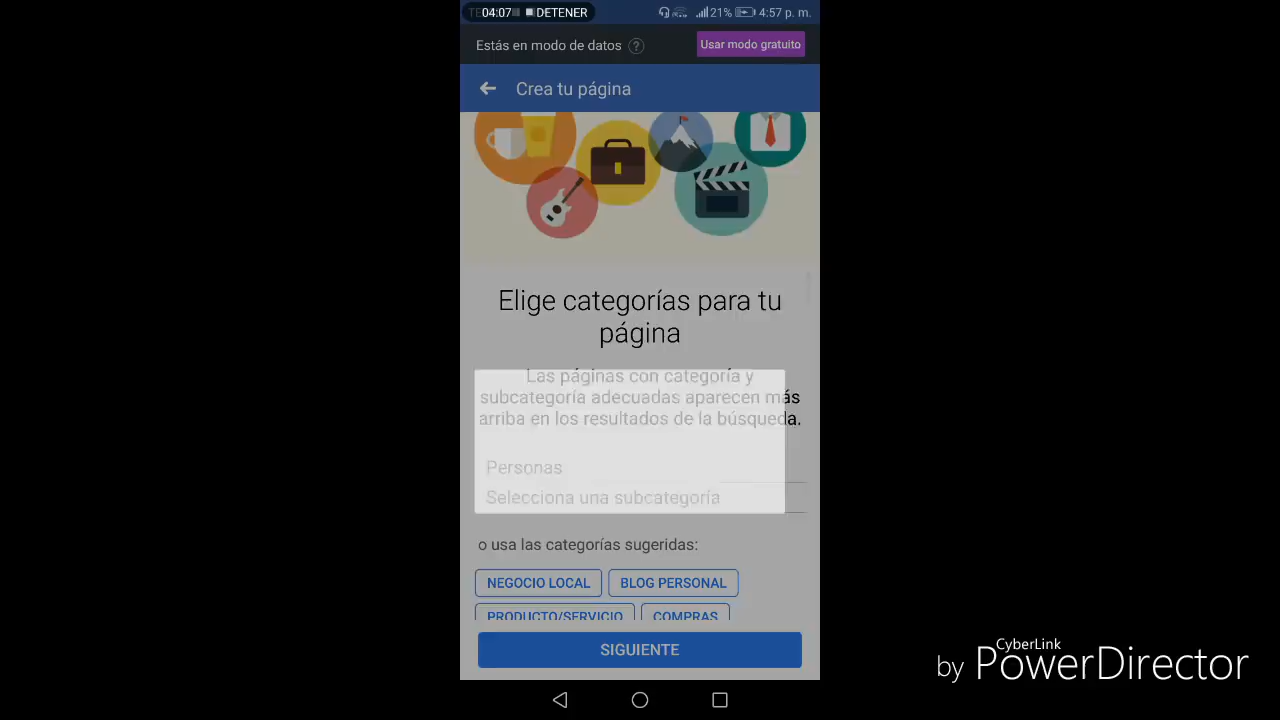 04:07 DETENER 21% 4:57 p. m.
Estás en modo de datos ? Usar modo gratuito
Crea tu página
Elige categorías para tu
página
Las páginas con categoría y
subcategoría adecuadas aparecen más
arriba en los resultados de la búsqueda.
Personas
Selecciona una subcategoría
o usa las categorías sugeridas:
NEGOCIO LOCAL BLOG PERSONAL
PRODUCTO/SERVICIO COMPRAS
SIGUIENTE
CyberLink
by PowerDirector